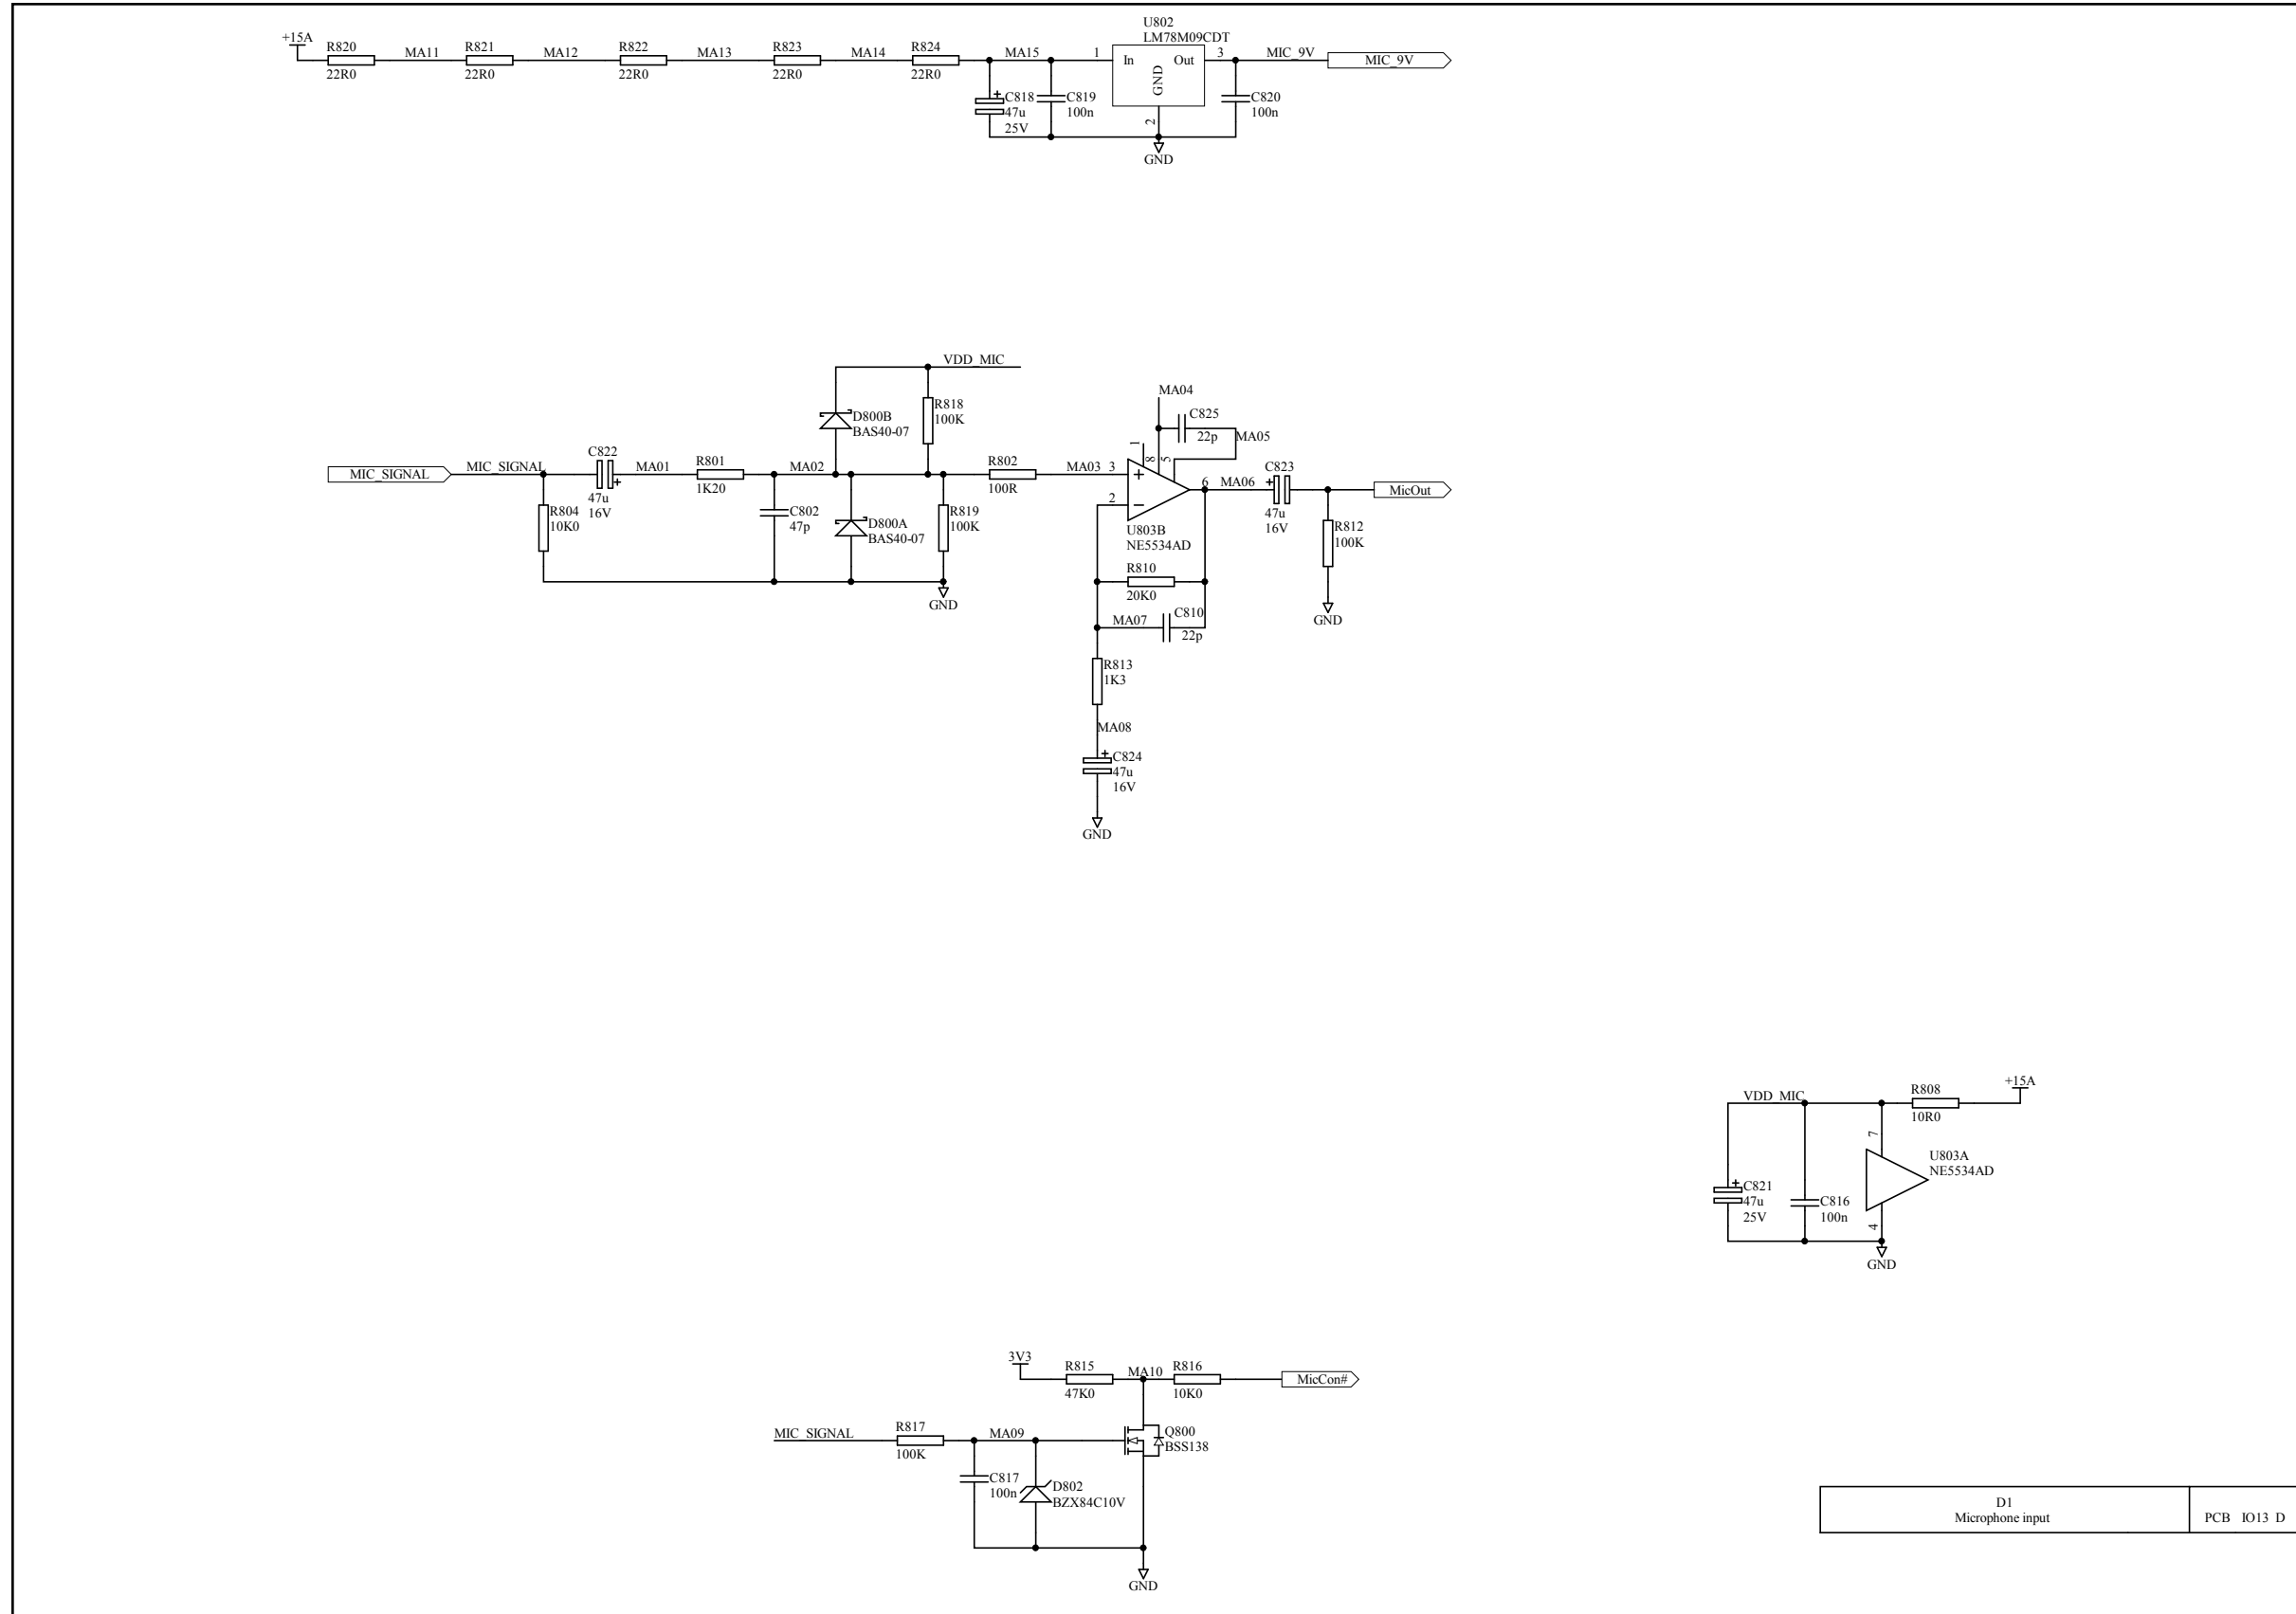 U802
LM78M09CDT
+15A
R820
22R0
MA11
R821
22R0
MA12
R822
22R0
MA13
R823
22R0
MA14
R824
22R0
MA15
1
In
Out
GND
3
2
MIC_9V
MIC_9V
C818
47u
25V
C819
100n
C820
100n
GND
VDD_MIC
D800B
BAS40-07
R818
100K
MA04
C825
22p
MA05
MIC_SIGNAL
MIC_SIGNAL
C822
47u
16V
MA01
R801
1K20
MA02
R802
100R
MA03
3
2
1
8
5
6
MA06
C823
47u
16V
MicOut
R804
10K0
C802
47p
D800A
BAS40-07
R819
100K
GND
U803B
NE5534AD
R812
100K
GND
R810
20K0
MA07
C810
22p
R813
1K3
MA08
C824
47u
16V
GND
VDD_MIC
R808
10R0
+15A
7
U803A
NE5534AD
4
C821
47u
25V
C816
100n
GND
3V3
R815
47K0
MA10
R816
10K0
MicCon#
MIC_SIGNAL
R817
100K
MA09
Q800
BSS138
C817
100n
D802
BZX84C10V
GND
D1
Microphone input
PCB IO13 D